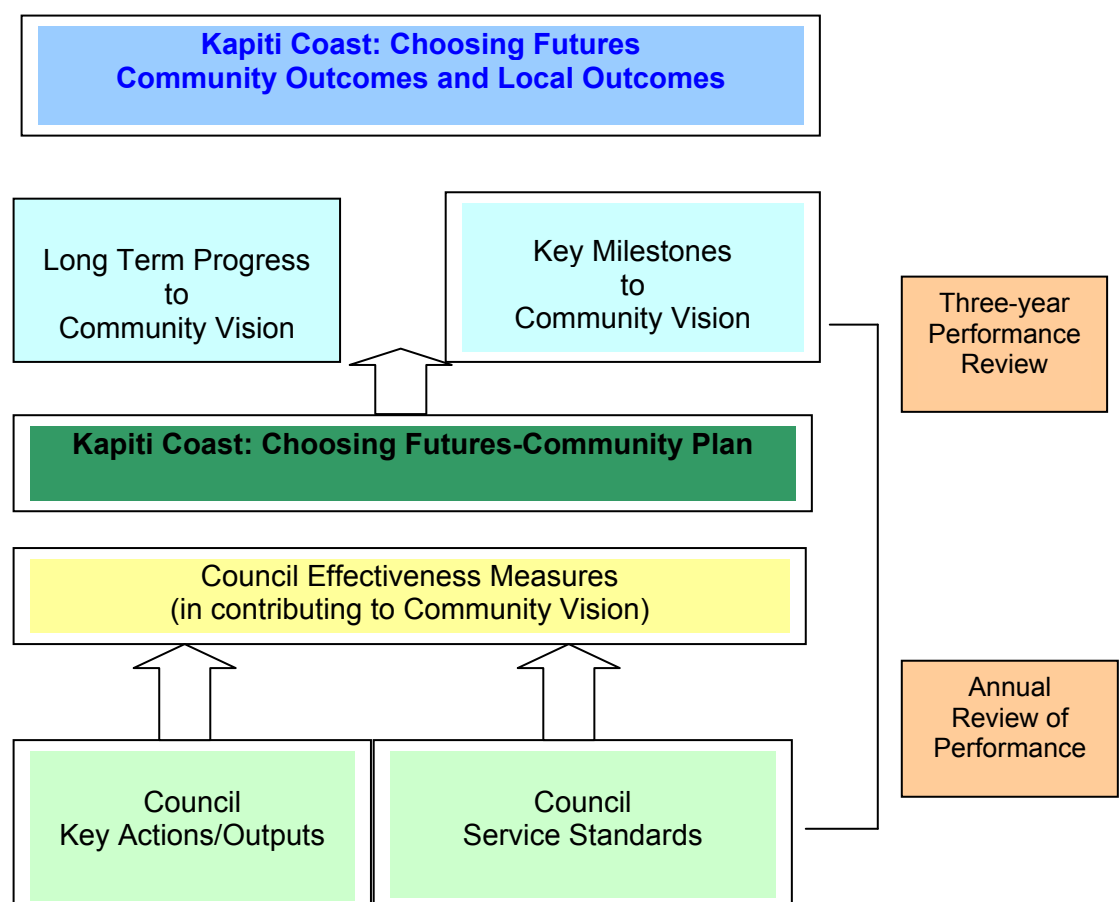 Kapiti Coast: Choosing Futures
Community Outcomes and Local Outcomes
Long Term Progress
to
Community Vision
Key Milestones
to
Community Vision
Three-year
Performance
Review
Kapiti Coast: Choosing Futures-Community Plan
Council Effectiveness Measures
(in contributing to Community Vision)
Annual
Review of
Performance
Council
Key Actions/Outputs
Council
Service Standards